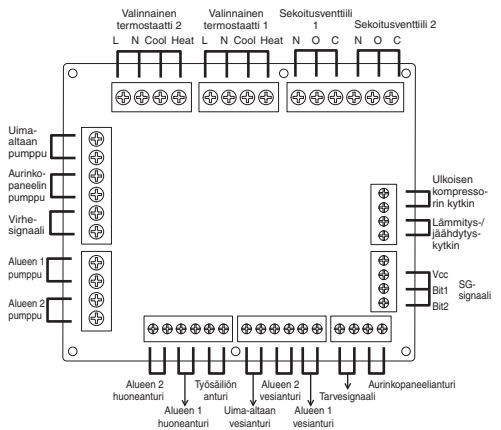 Valinnainen
termostaatti 2
L N Cool Heat
Valinnainen
termostaatti 1
L N Cool Heat
Sekoitusventtiili
1
N O C
Sekoitusventtiili 2
N O C
Uima-
altaan
pumppu
Aurinko-
paneelin
pumppu
Virhe-
signaali
Alueen 1
pumppu
Alueen 2
pumppu
Ulkoisen
kompresso-
rin kytkin
Lämmitys-/
jäähdytys-
kytkin
Vcc
Bit1
Bit2
SG-
signaali
Alueen 2
huoneanturi
Alueen 1
huoneanturi
Työsäiliön
anturi
Uima-altaan
vesianturi
Alueen 2
vesianturi
Alueen 1
vesianturi
Tarvesignaali
Aurinkopaneelianturi